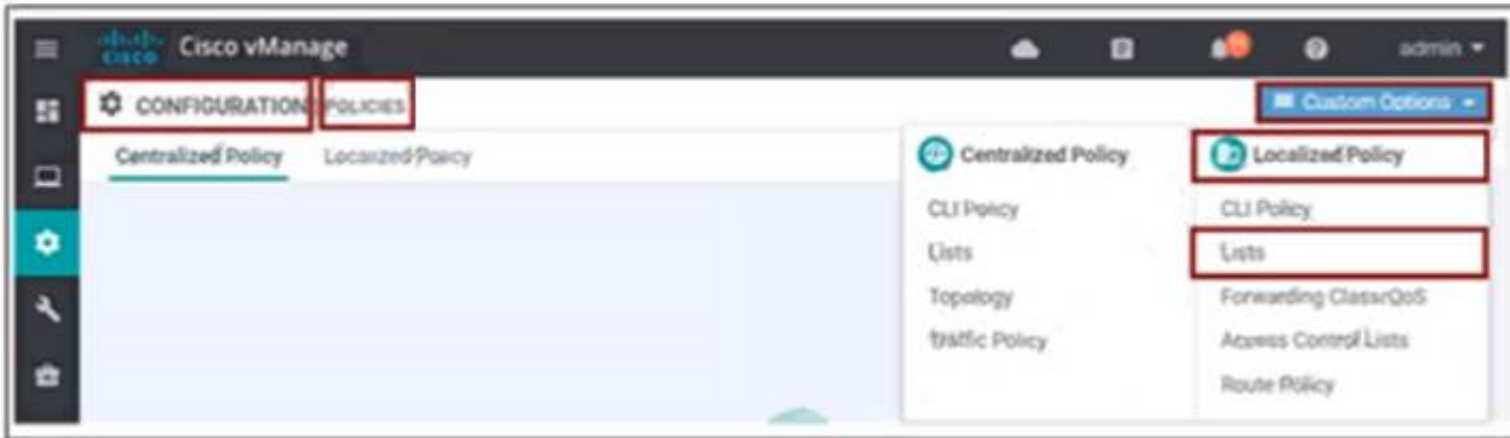 CISCO Cisco vManage admin
CONFIGURATION POLICIES Custom Options
Centralized Policy Localized Policy
Centralized Policy Localized Policy
CLI Policy CLI Policy
Lists Lists
Topology Forwarding Class/QoS
Traffic Policy Access Control Lists
Route Policy